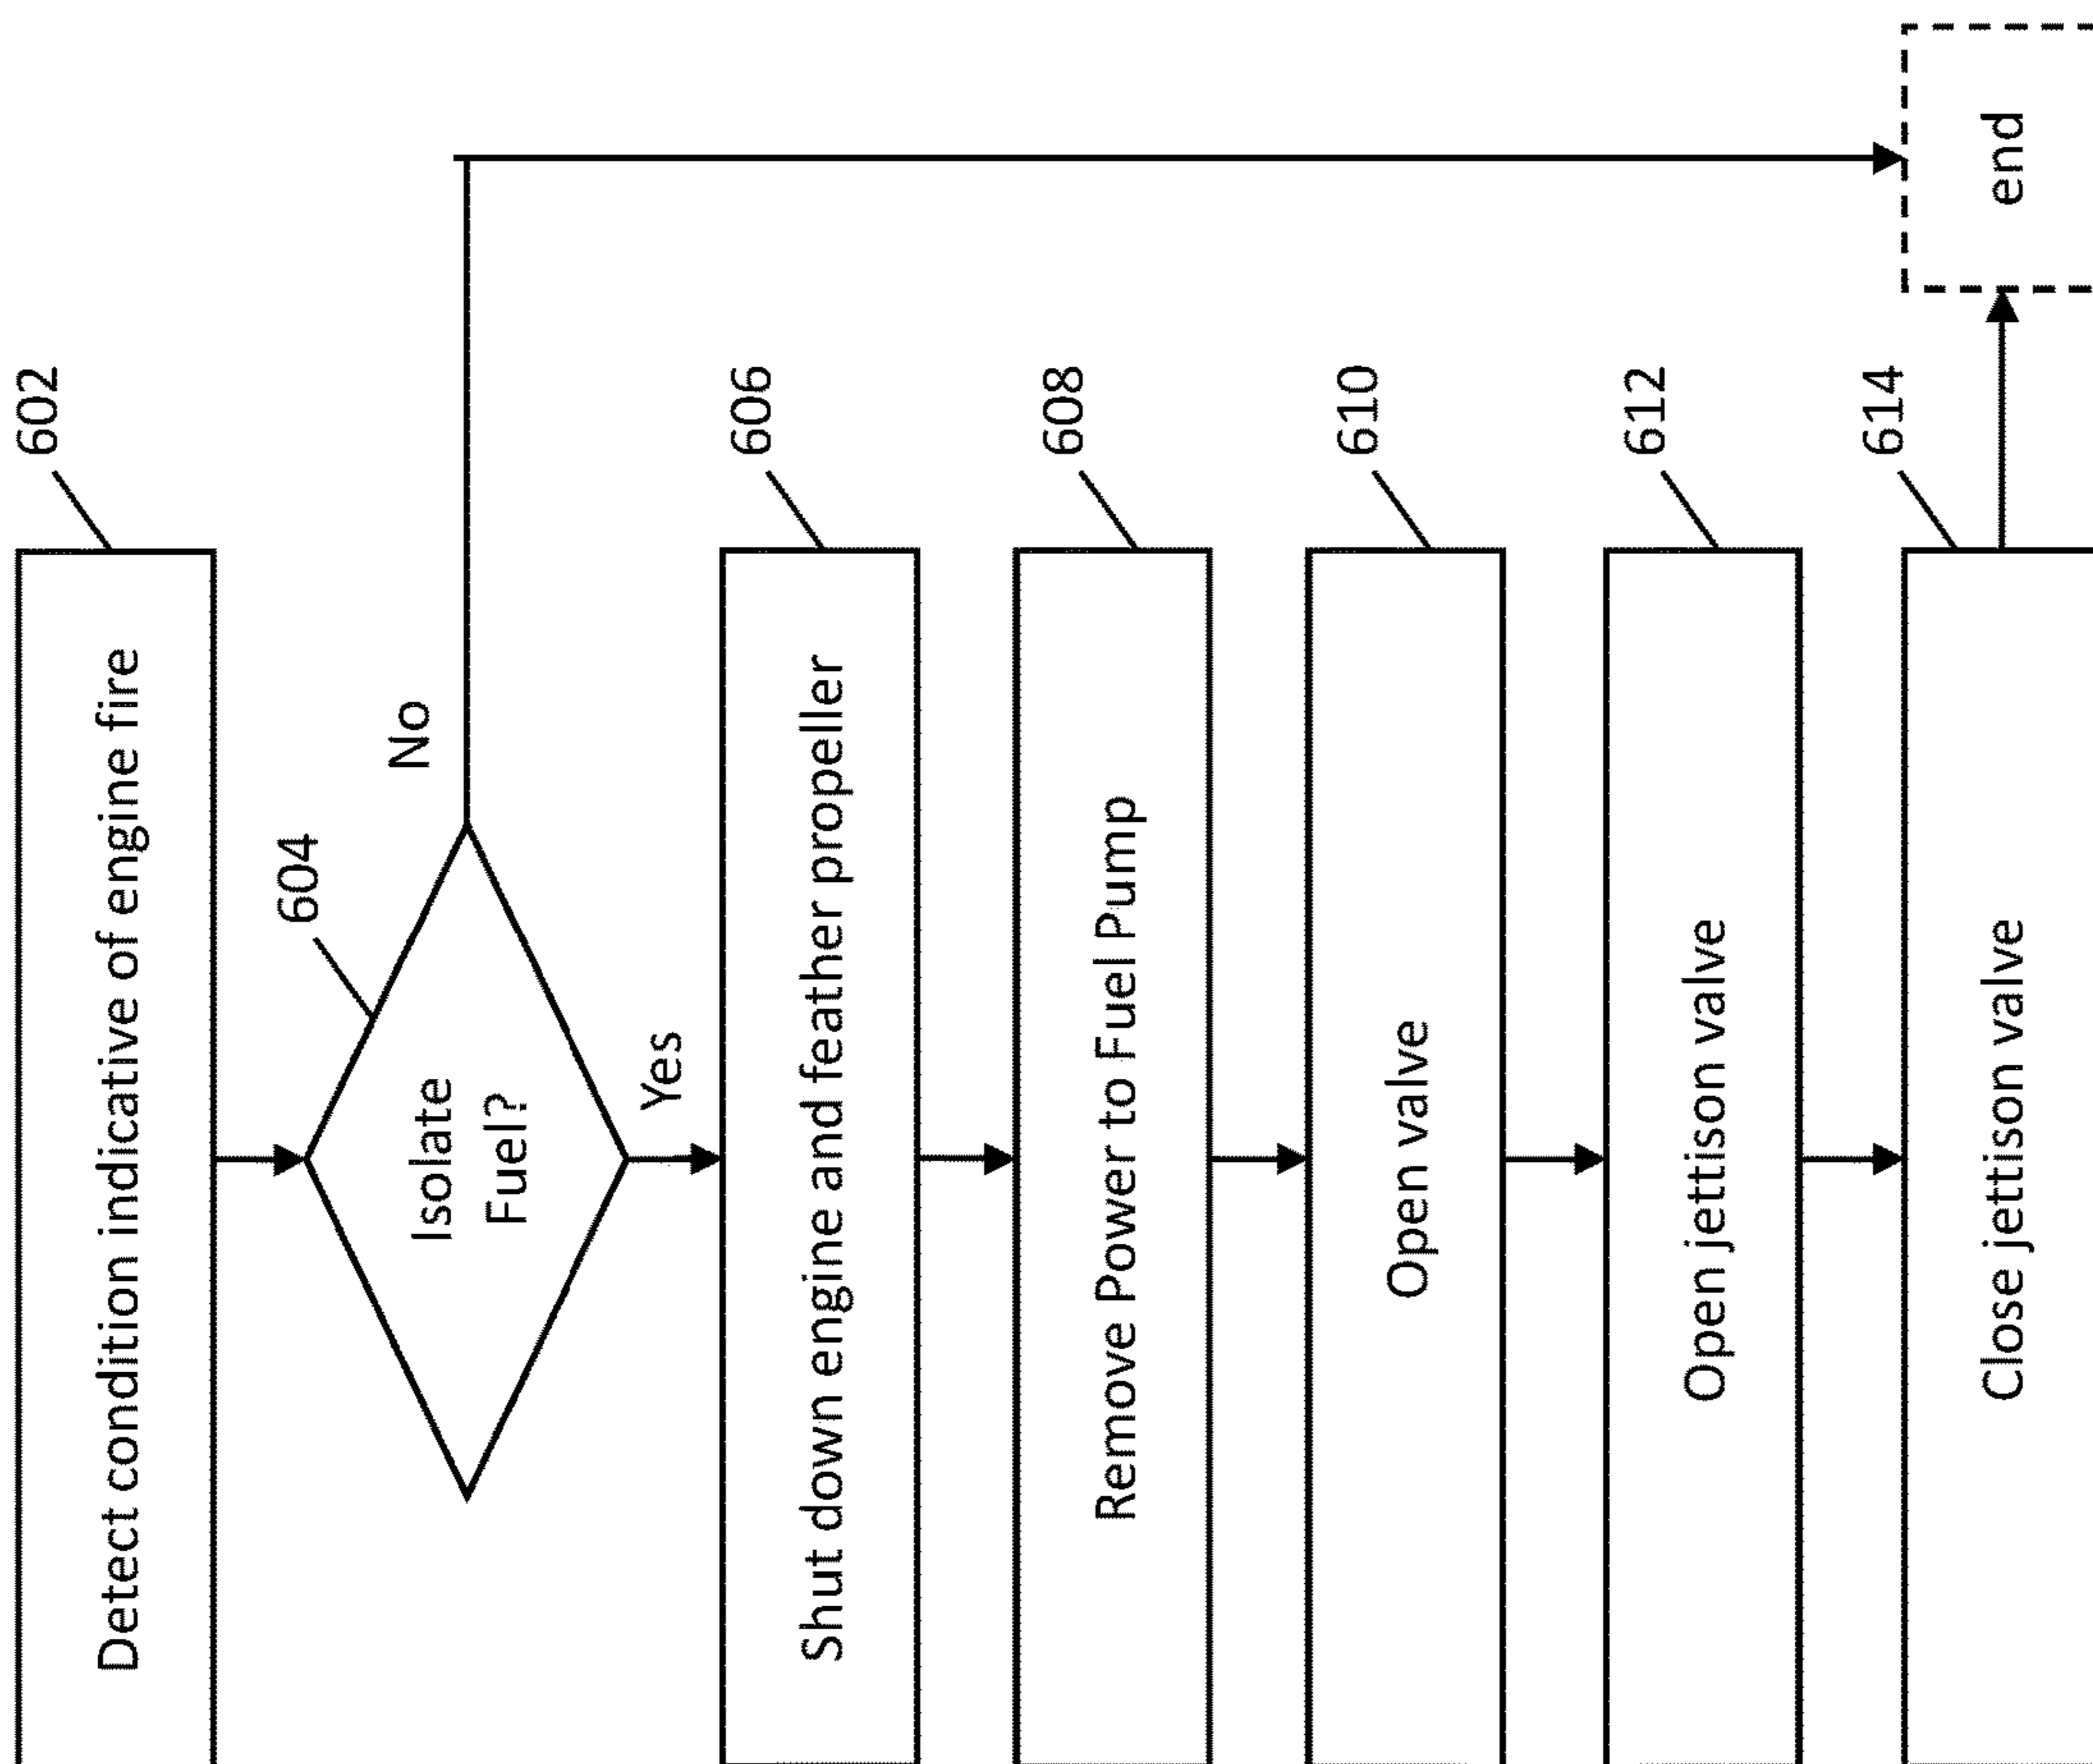 602
Detect condition indicative of engine fire
604
Isolate
Fuel?
No
Yes
606
Shut down engine and feather propeller
608
Remove Power to Fuel Pump
610
Open valve
612
Open jettison valve
614
Close jettison valve
end